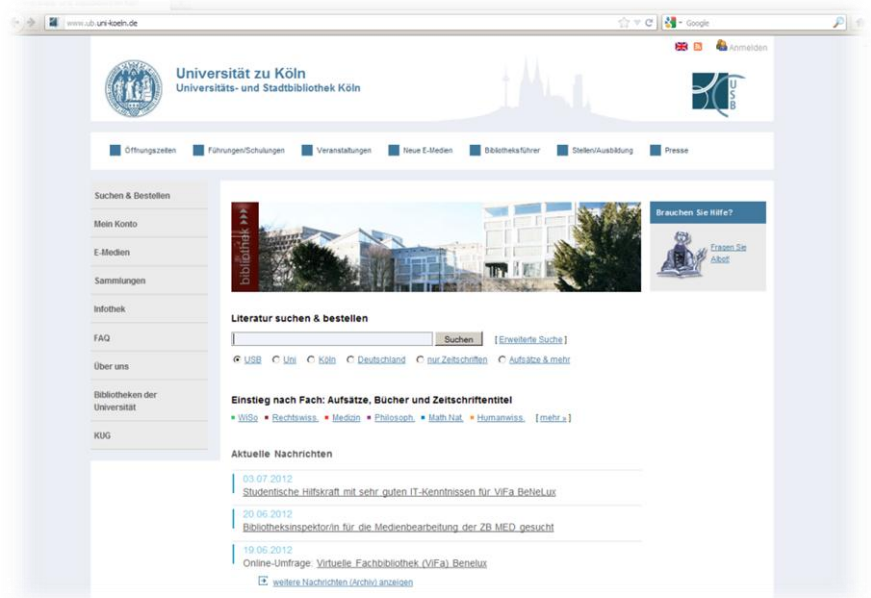 www.ub.uni-koeln.de
Google
Anmelden
Universität zu Köln
Universitäts- und Stadtbibliothek Köln
USB
Öffnungszeiten Führungen/Schulungen Veranstaltungen Neue E-Medien Bibliotheksführer Stellen/Ausbildung Presse
Suchen & Bestellen
Mein Konto
E-Medien
Sammlungen
Infothek
FAQ
Über uns
Bibliotheken der
Universität
KUG
bibliothek
Brauchen Sie Hilfe?
Fragen Sie
Albot!
Literatur suchen & bestellen
Suchen [Erweiterte Suche]
USB Uni Köln Deutschland nur Zeitschriften Aufsätze & mehr
Einstieg nach Fach: Aufsätze, Bücher und Zeitschriftentitel
WiSo Rechtswiss. Medizin Philosoph. Math.Nat. Humanwiss. [mehr »]
Aktuelle Nachrichten
03.07.2012
Studentische Hilfskraft mit sehr guten IT-Kenntnissen für ViFa BeNeLux
20.06.2012
Bibliotheksinspektor/in für die Medienbearbeitung der ZB MED gesucht
19.06.2012
Online-Umfrage: Virtuelle Fachbibliothek (ViFa) Benelux
weitere Nachrichten (Archiv) anzeigen